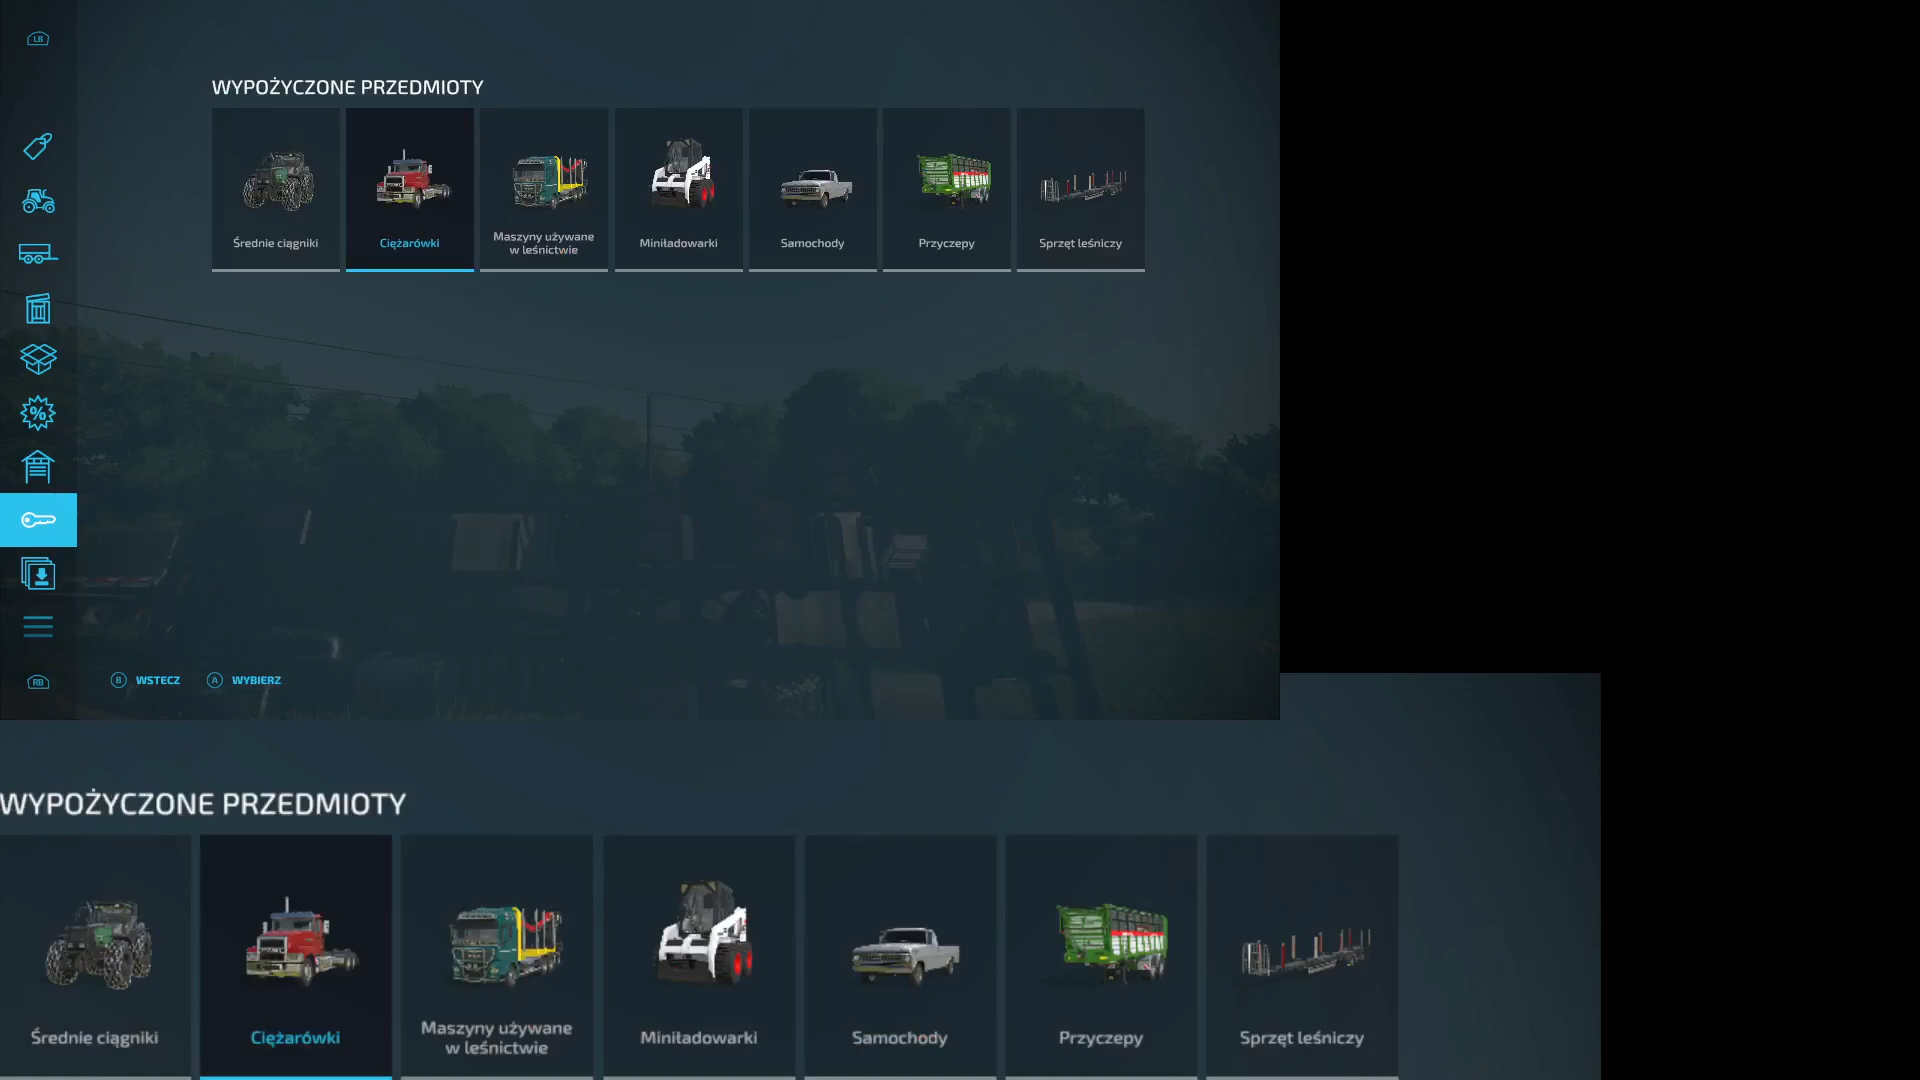 LB
WYPOŻYCZONE PRZEDMIOTY
Średnie ciągniki
Ciężarówki
Maszyny używane
w leśnictwie
Miniładowarki
Samochody
Przyczepy
Sprzęt leśniczy
%
RB
B WSTECZ A WYBIERZ
WYPOŻYCZONE PRZEDMIOTY
Średnie ciągniki
Ciężarówki
Maszyny używane
w leśnictwie
Miniładowarki
Samochody
Przyczepy
Sprzęt leśniczy